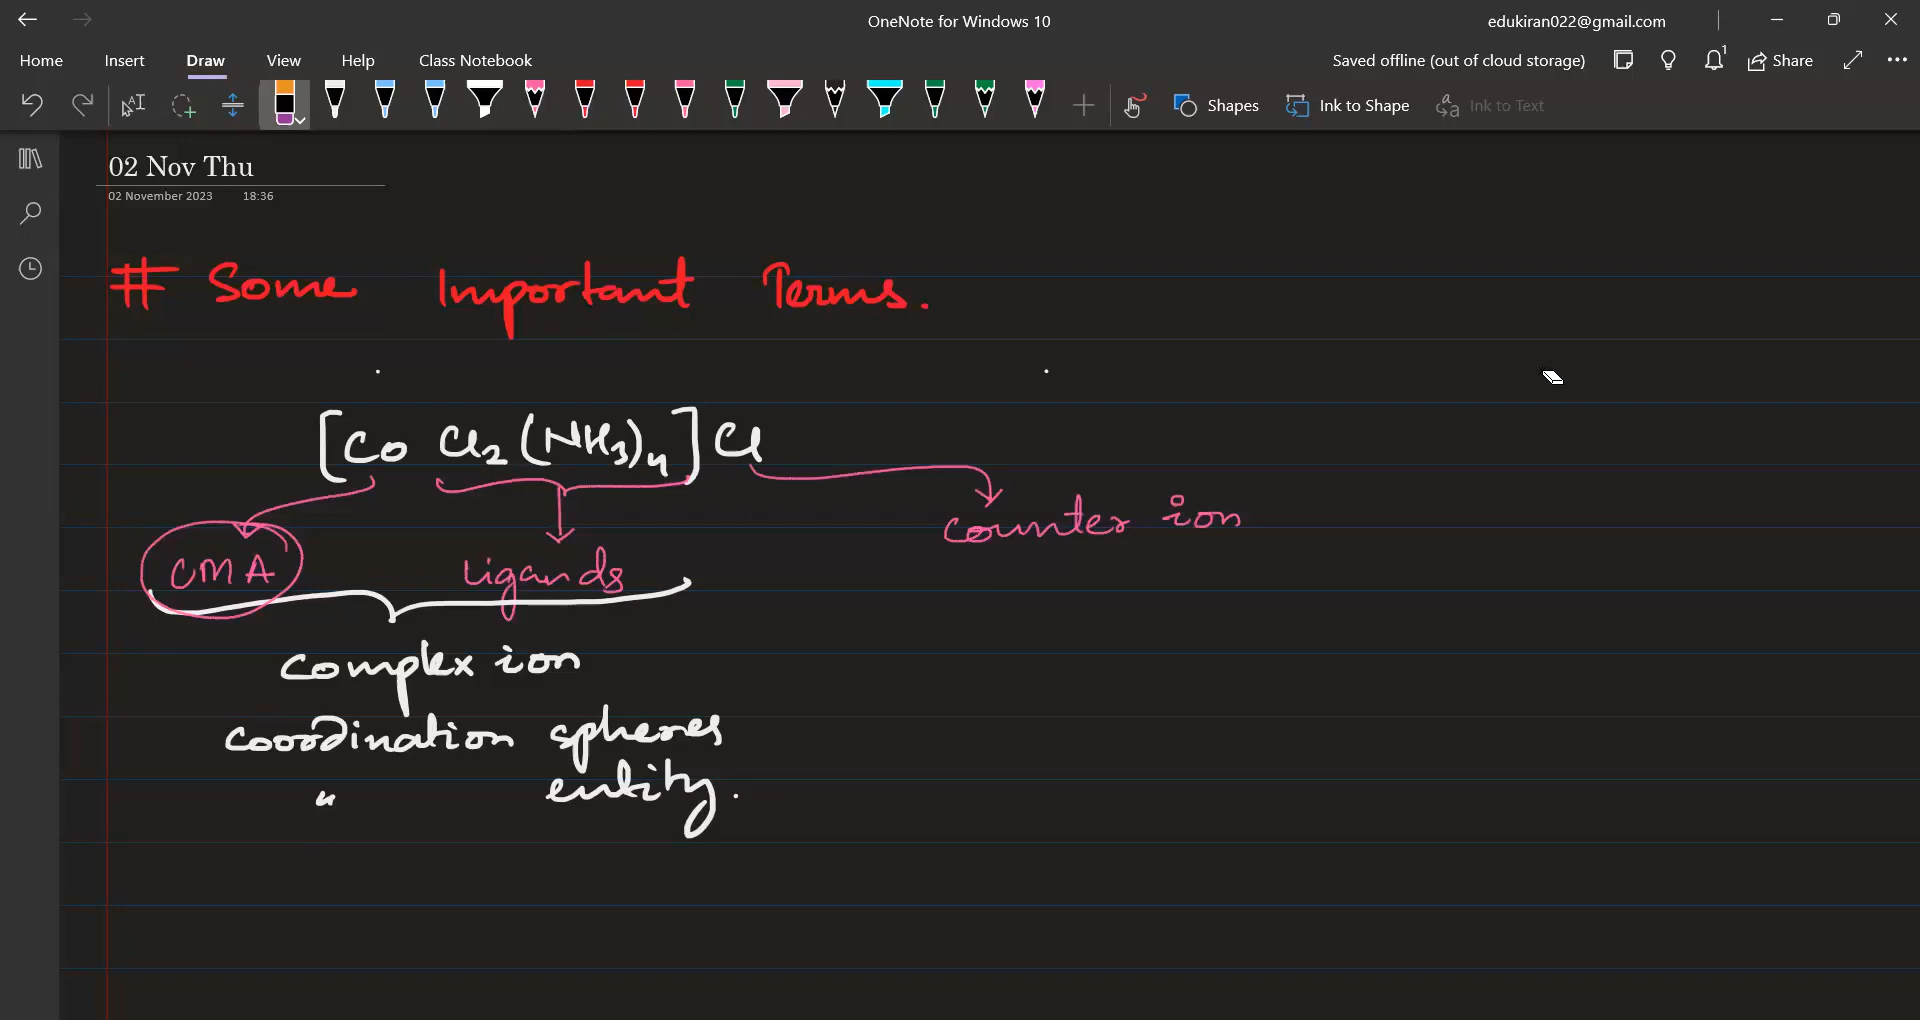 OneNote for Windows 10
edukiran022@gmail.com
Home Insert Draw View Help Class Notebook
Saved offline (out of cloud storage) 1 Share
Shapes Ink to Shape Ink to Text
02 Nov Thu
02 November 2023 18:36
# Some Important Terms.
[Co Cl2 (NH3)4] Cl
counter ion
CMA ligands
complex ion
coordination spheres
" entity.